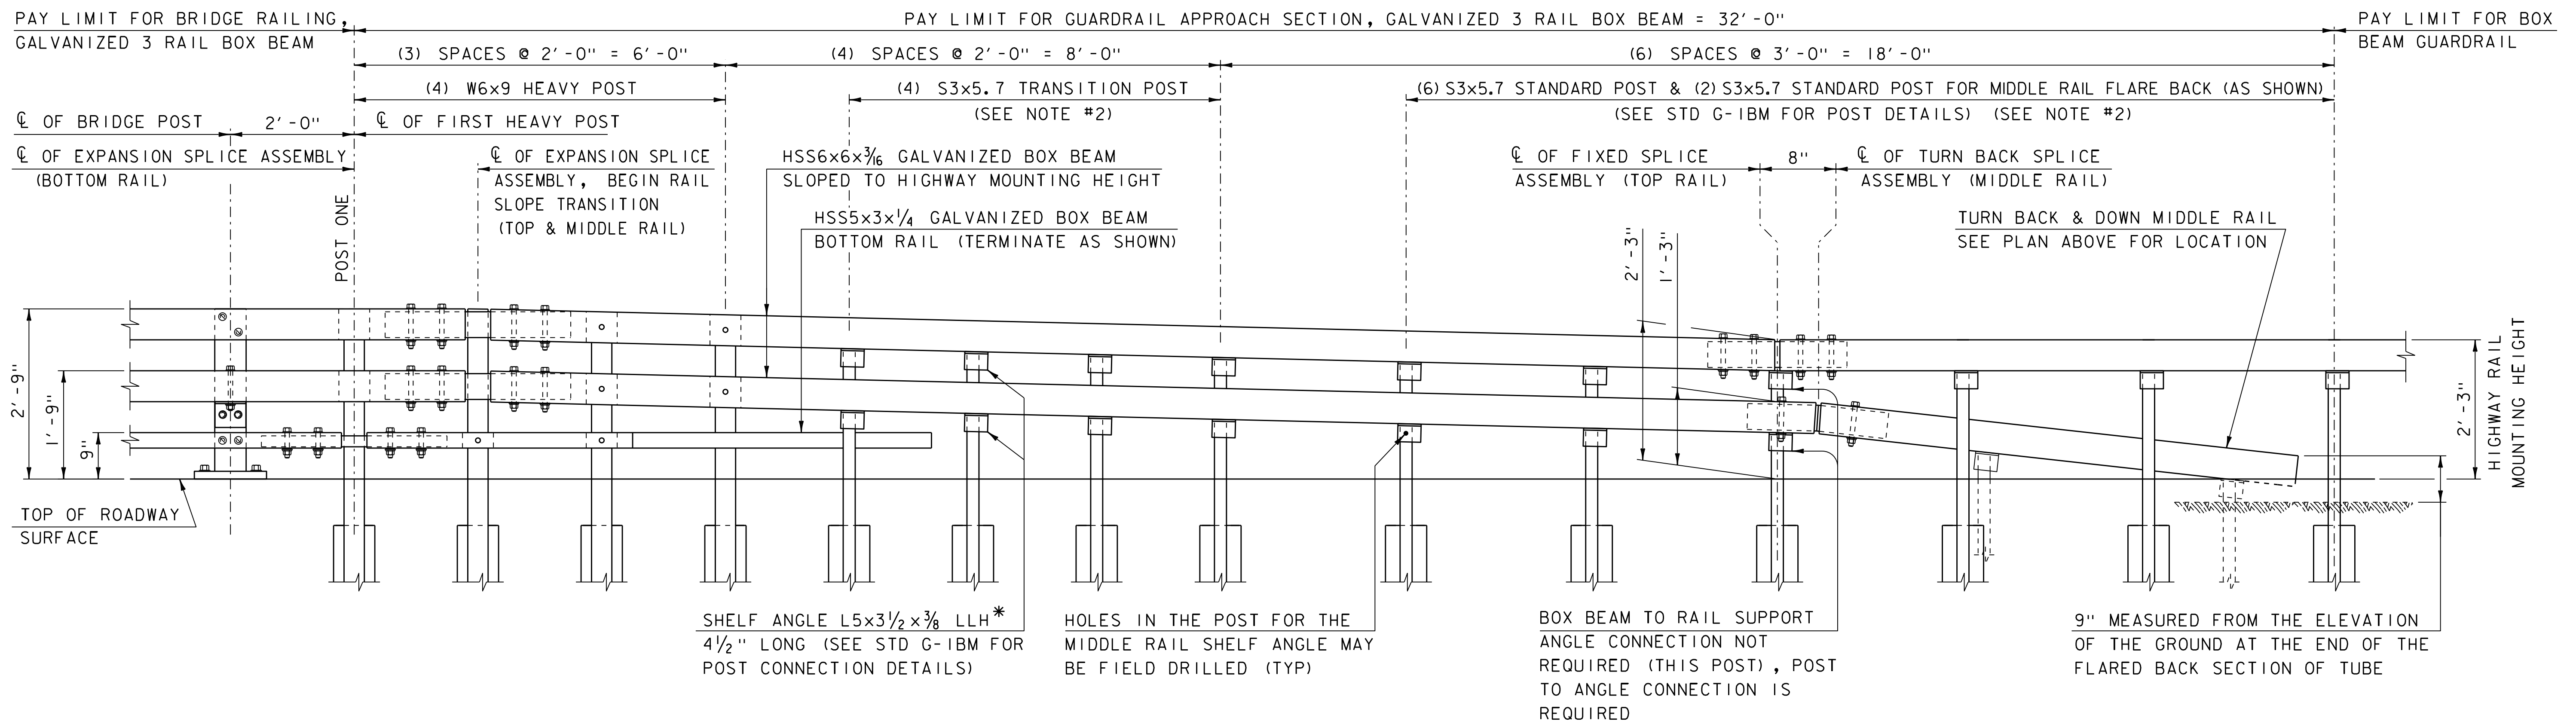 PAY LIMIT FOR BRIDGE RAILING,
GALVANIZED 3 RAIL BOX BEAM
PAY LIMIT FOR GUARDRAIL APPROACH SECTION, GALVANIZED 3 RAIL BOX BEAM = 32'-0"
PAY LIMIT FOR BOX
BEAM GUARDRAIL
(3) SPACES @ 2'-0" = 6'-0"
(4) SPACES @ 2'-0" = 8'-0"
(6) SPACES @ 3'-0" = 18'-0"
(4) W6x9 HEAVY POST
(4) S3x5.7 TRANSITION POST
(SEE NOTE #2)
(6) S3x5.7 STANDARD POST & (2) S3x5.7 STANDARD POST FOR MIDDLE RAIL FLARE BACK (AS SHOWN)
(SEE STD G-1BM FOR POST DETAILS) (SEE NOTE #2)
℄ OF BRIDGE POST
2'-0"
℄ OF FIRST HEAVY POST
℄ OF EXPANSION SPLICE ASSEMBLY
(BOTTOM RAIL)
℄ OF EXPANSION SPLICE
ASSEMBLY, BEGIN RAIL
SLOPE TRANSITION
(TOP & MIDDLE RAIL)
HSS6x6x3/16 GALVANIZED BOX BEAM
SLOPED TO HIGHWAY MOUNTING HEIGHT
HSS5x3x1/4 GALVANIZED BOX BEAM
BOTTOM RAIL (TERMINATE AS SHOWN)
℄ OF FIXED SPLICE
ASSEMBLY (TOP RAIL)
8"
℄ OF TURN BACK SPLICE
ASSEMBLY (MIDDLE RAIL)
TURN BACK & DOWN MIDDLE RAIL
SEE PLAN ABOVE FOR LOCATION
POST ONE
2'-3"
1'-3"
2'-9"
1'-9"
9"
2'-3"
HIGHWAY RAIL
MOUNTING HEIGHT
TOP OF ROADWAY
SURFACE
SHELF ANGLE L5x3 1/2 x3/8 LLH*
4 1/2" LONG (SEE STD G-1BM FOR
POST CONNECTION DETAILS)
HOLES IN THE POST FOR THE
MIDDLE RAIL SHELF ANGLE MAY
BE FIELD DRILLED (TYP)
BOX BEAM TO RAIL SUPPORT
ANGLE CONNECTION NOT
REQUIRED (THIS POST), POST
TO ANGLE CONNECTION IS
REQUIRED
9" MEASURED FROM THE ELEVATION
OF THE GROUND AT THE END OF THE
FLARED BACK SECTION OF TUBE